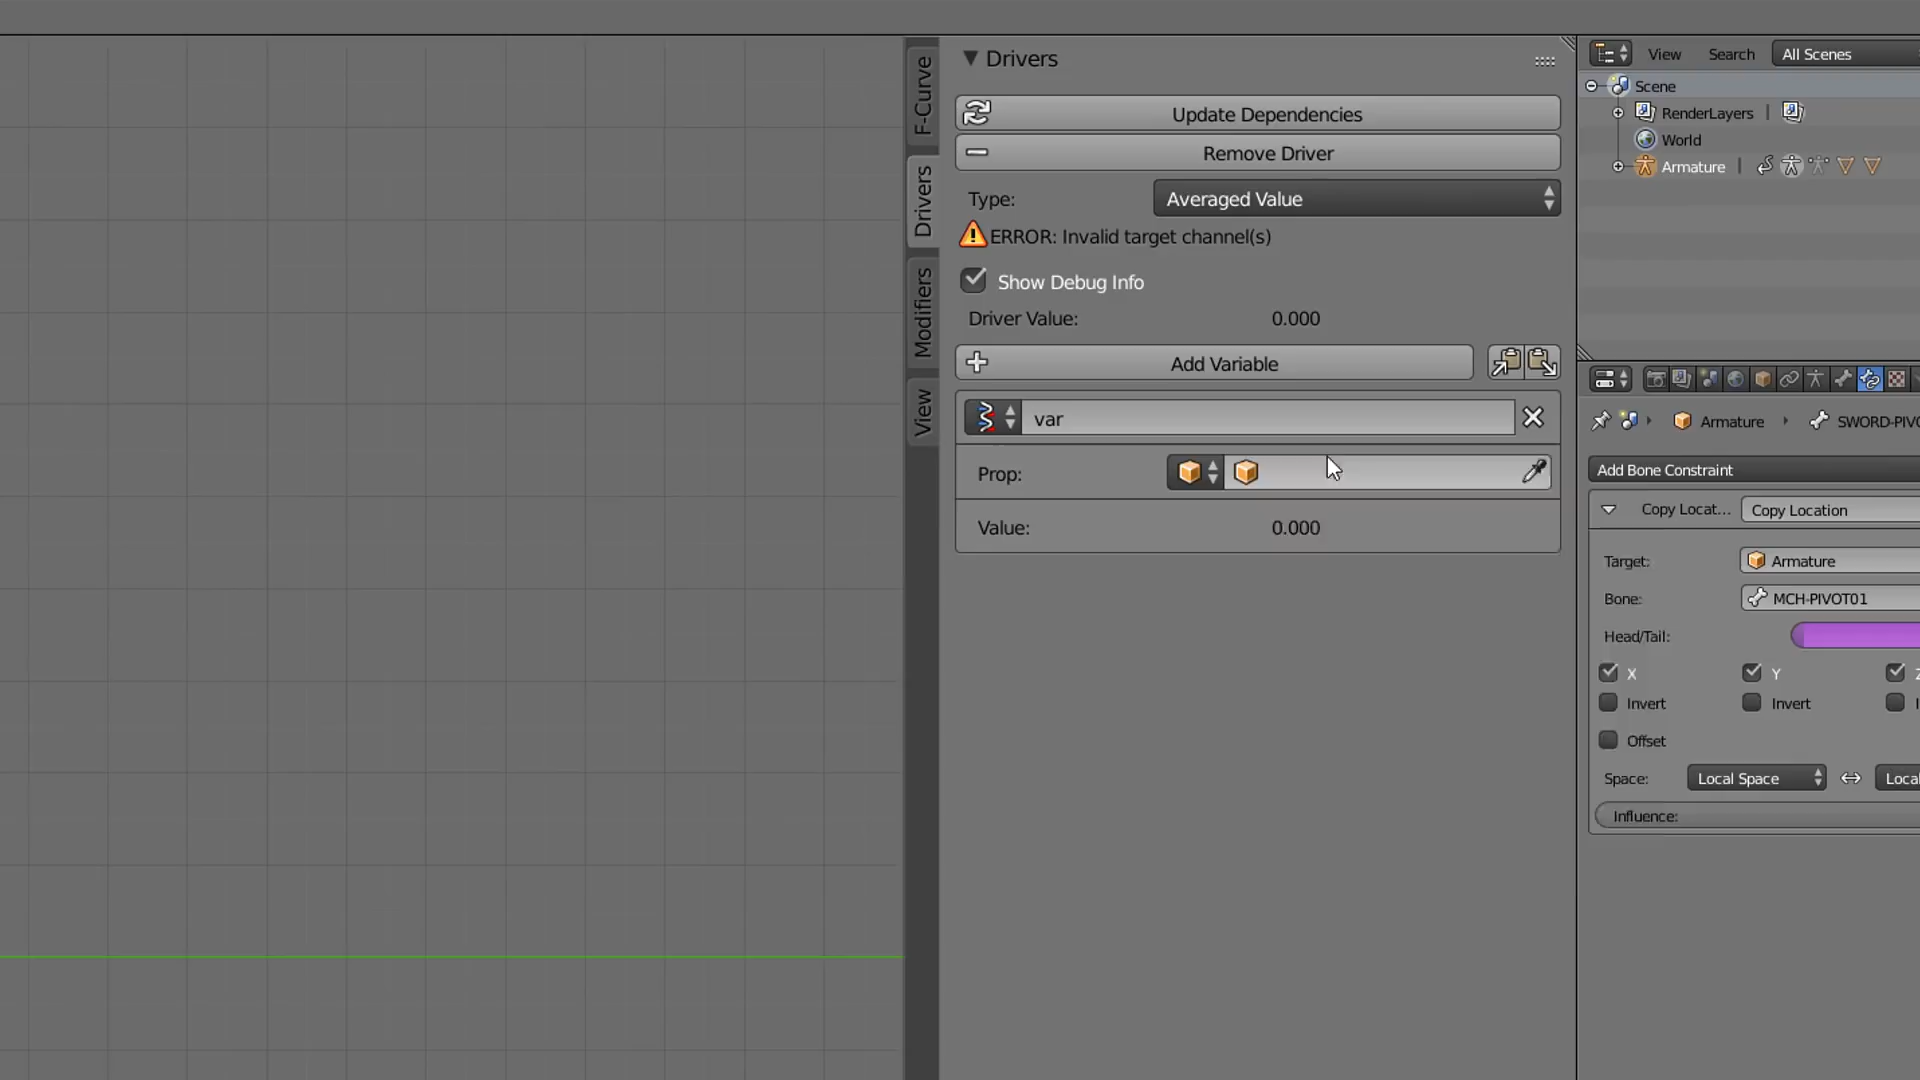 F-Curve
Drivers
Modifiers
View
Drivers
Update Dependencies
Remove Driver
Type:
Averaged Value
ERROR: Invalid target channel(s)
Show Debug Info
Driver Value:
0.000
Add Variable
var
Prop:
Value:
0.000
View
Search
All Scenes
Scene
RenderLayers
World
Armature
Armature
SWORD-PIVO
Add Bone Constraint
Copy Locat...
Copy Location
Target:
Armature
Bone:
MCH-PIVOT01
Head/Tail:
X
Y
Invert
Invert
Offset
Space:
Local Space
Local
Influence: